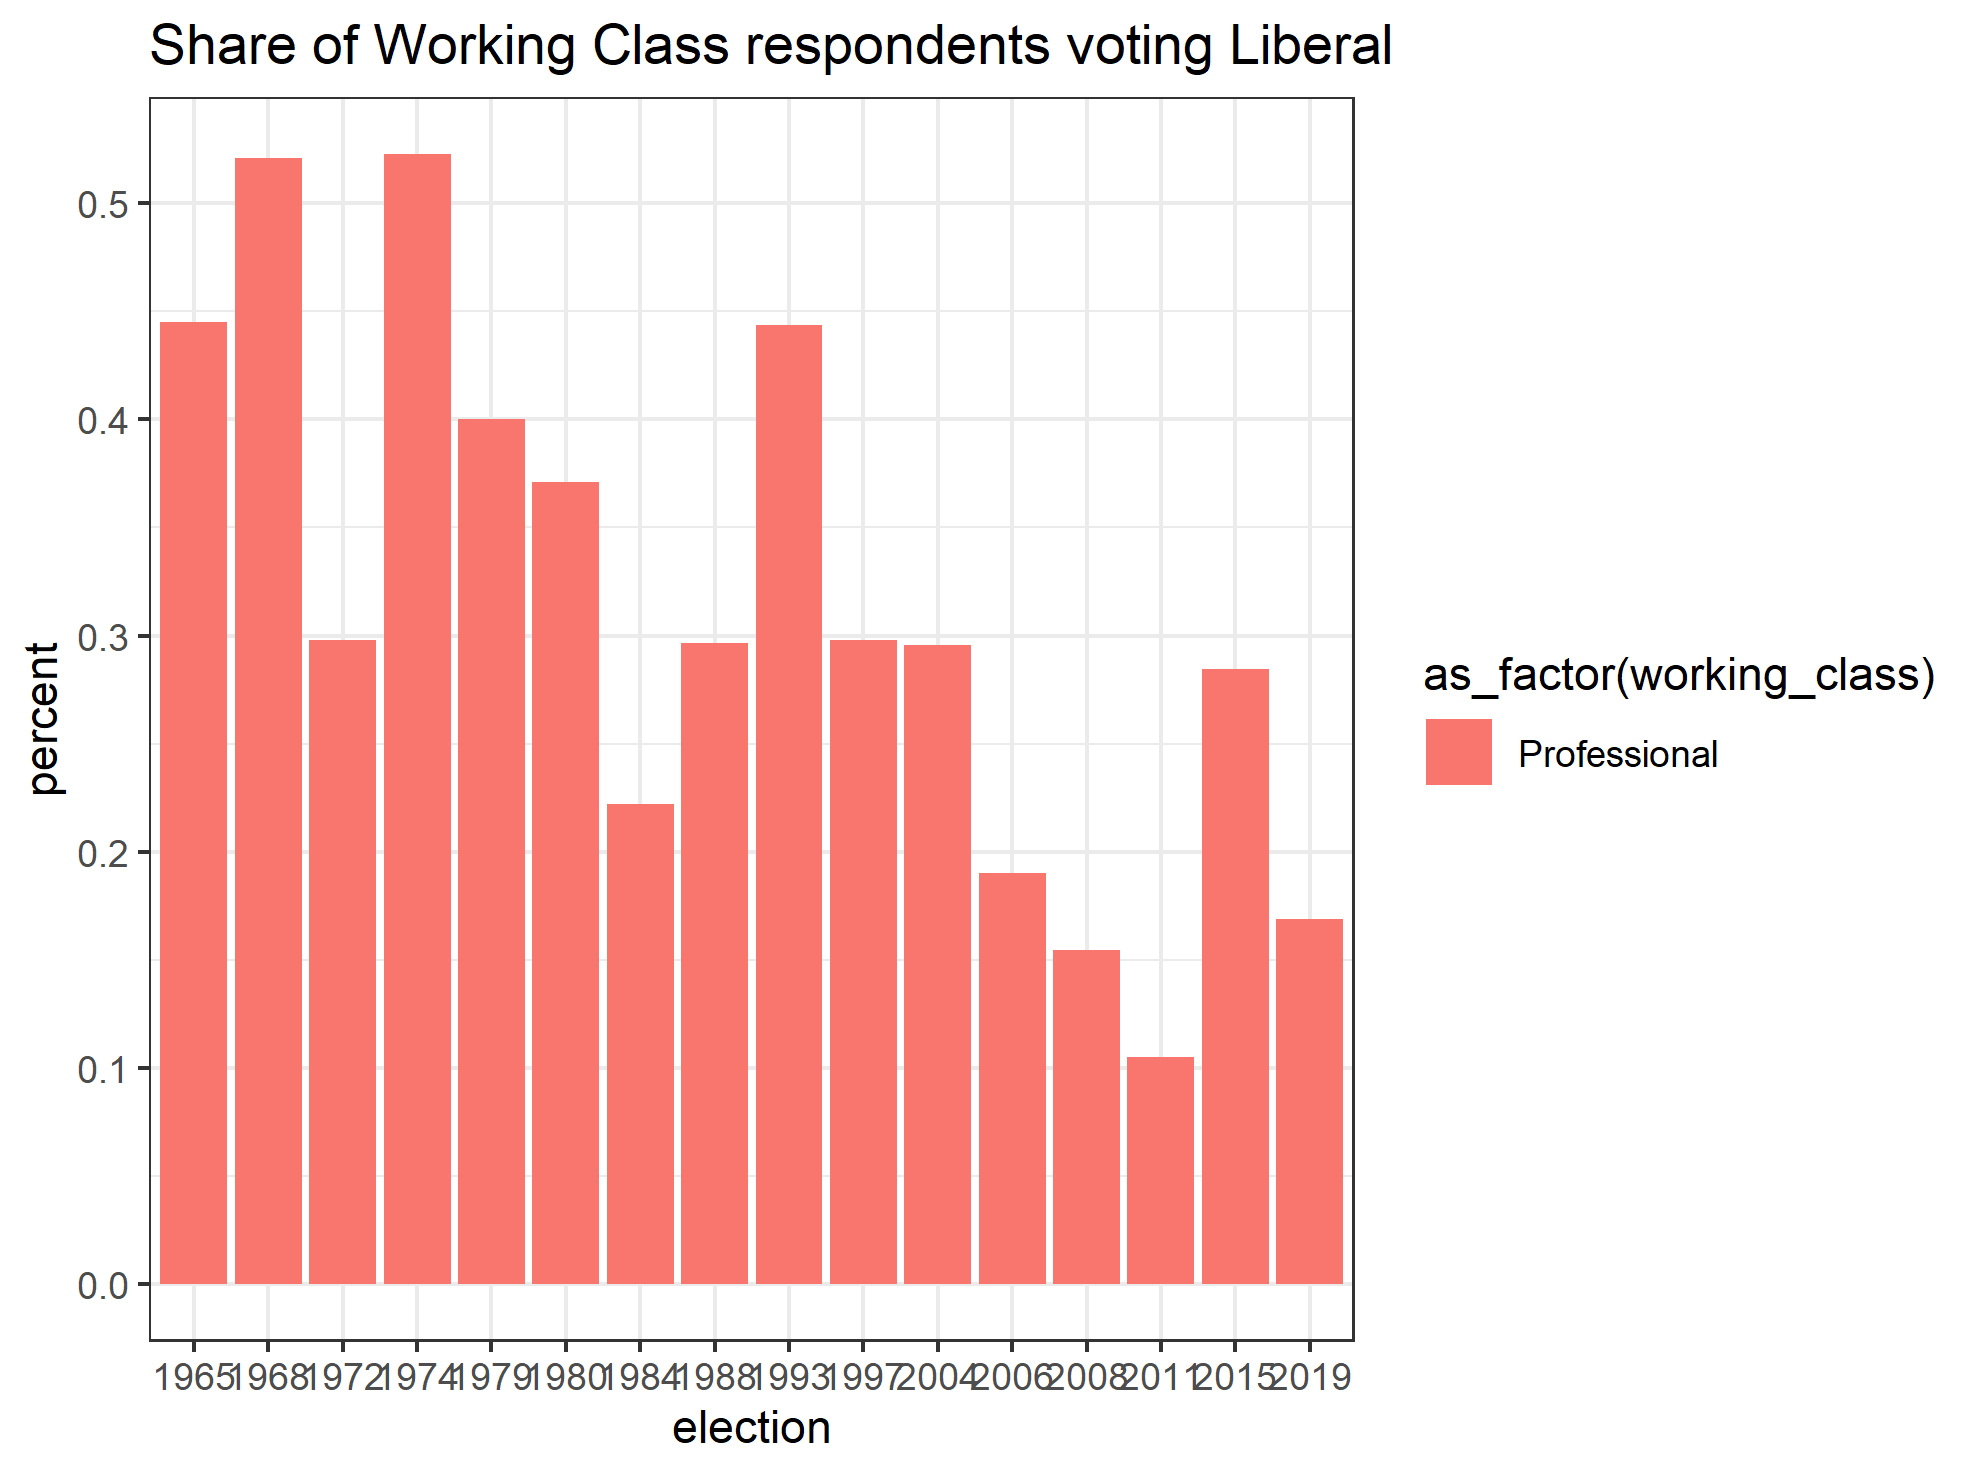 Share of Working Class respondents voting Liberal
0.5
0.4
0.3
0.2
0.1
0.0
percent
1965 1968 1972 1974 1979 1980 1984 1988 1993 1997 2004 2006 2008 2011 2015 2019
election
as_factor(working_class)
Professional